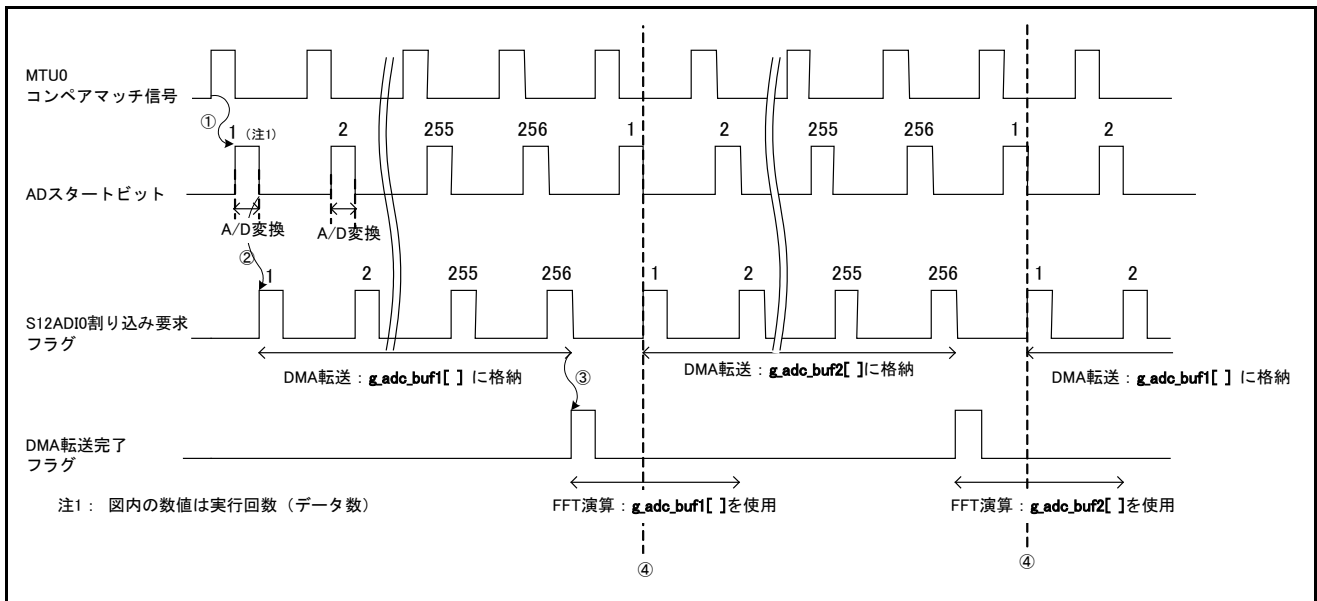 MTU0
コンペアマッチ信号
①
1 (注1) 2 255 256 1 2 255 256 1 2
ADスタートビット
A/D変換 A/D変換
②
1 2 255 256 1 2 255 256 1 2
S12ADI0割り込み要求
フラグ
DMA転送：g_adc_buf1[ ] に格納
③
DMA転送：g_adc_buf2[ ]に格納
DMA転送：g_adc_buf1[ ] に格納
DMA転送完了
フラグ
注1： 図内の数値は実行回数（データ数）
FFT演算：g_adc_buf1[ ]を使用
FFT演算：g_adc_buf2[ ]を使用
④
④